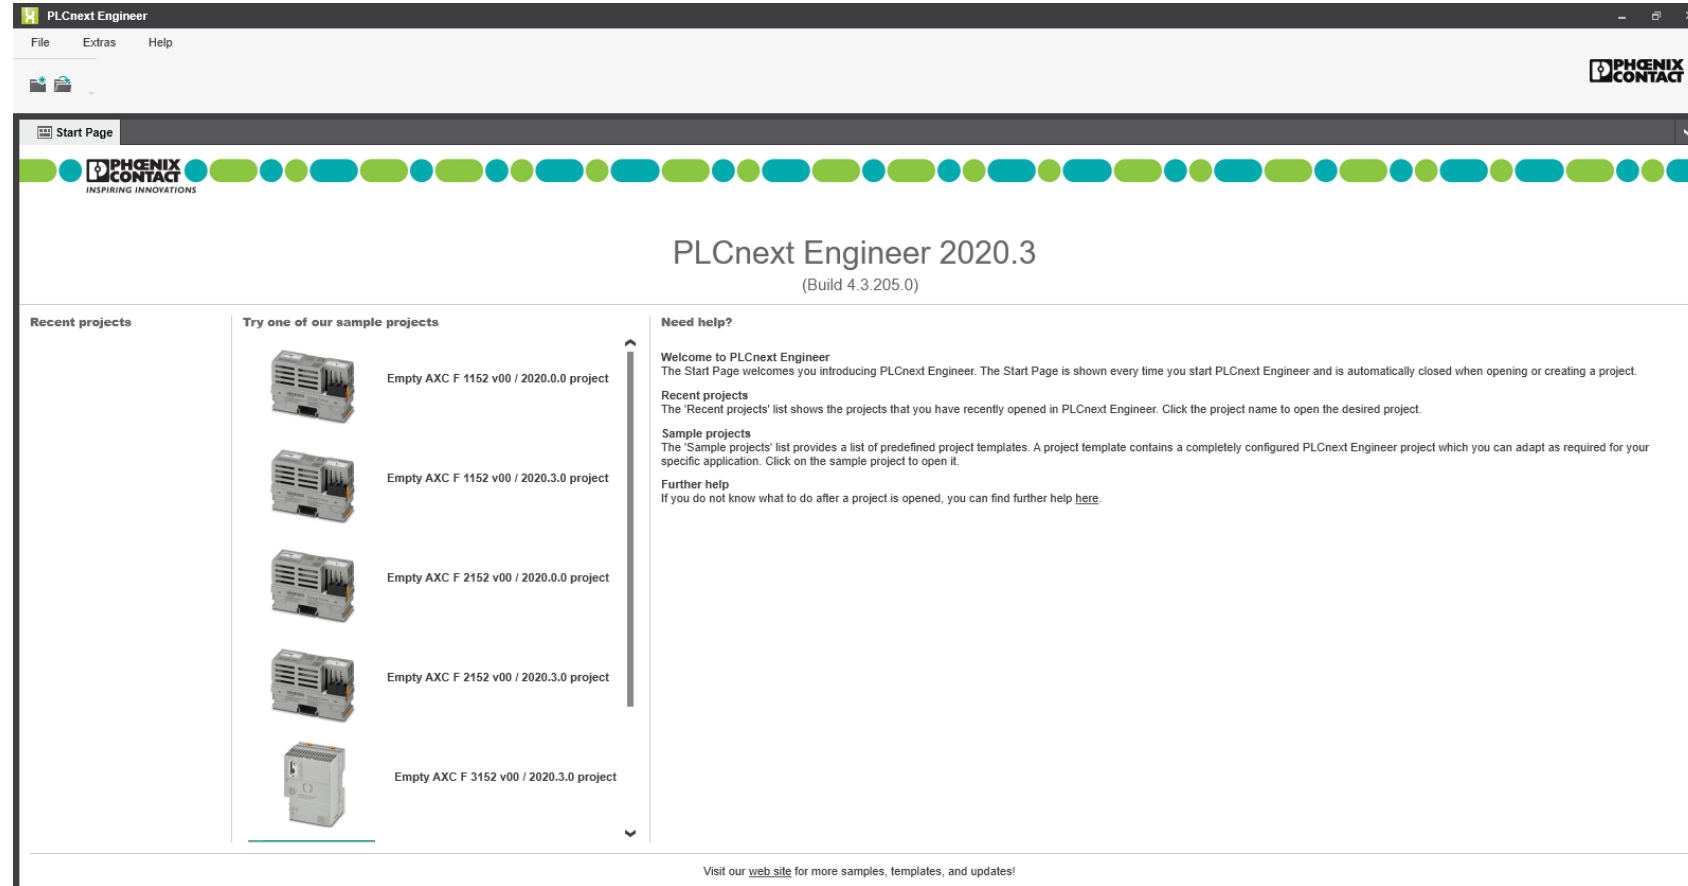 PLCnext Engineer
File Extras Help
PHŒNIX
CONTACT
Start Page
PHŒNIX
CONTACT
INSPIRING INNOVATIONS
PLCnext Engineer 2020.3
(Build 4.3.205.0)
Recent projects
Try one of our sample projects
Empty AXC F 1152 v00 / 2020.0.0 project
Empty AXC F 1152 v00 / 2020.3.0 project
Empty AXC F 2152 v00 / 2020.0.0 project
Empty AXC F 2152 v00 / 2020.3.0 project
Empty AXC F 3152 v00 / 2020.3.0 project
Need help?
Welcome to PLCnext Engineer
The Start Page welcomes you introducing PLCnext Engineer. The Start Page is shown every time you start PLCnext Engineer and is automatically closed when opening or creating a project.
Recent projects
The 'Recent projects' list shows the projects that you have recently opened in PLCnext Engineer. Click the project name to open the desired project.
Sample projects
The 'Sample projects' list provides a list of predefined project templates. A project template contains a completely configured PLCnext Engineer project which you can adapt as required for your
specific application. Click on the sample project to open it.
Further help
If you do not know what to do after a project is opened, you can find further help here.
Visit our web site for more samples, templates, and updates!